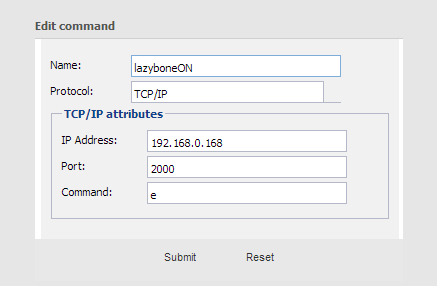 Edit command
Name: lazyboneON
Protocol: TCP/IP
TCP/IP attributes
IP Address: 192.168.0.168
Port: 2000
Command: e
Submit Reset